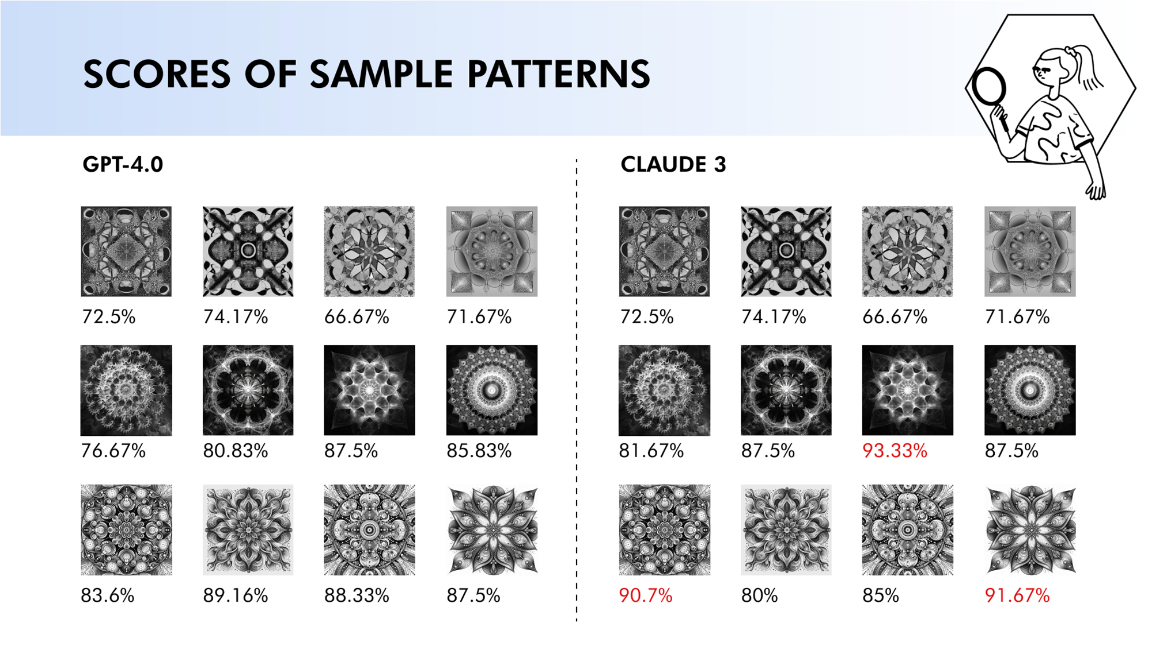 SCORES OF SAMPLE PATTERNS
GPT-4.0
72.5% 74.17% 66.67% 71.67%
76.67% 80.83% 87.5% 85.83%
83.6% 89.16% 88.33% 87.5%
CLAUDE 3
72.5% 74.17% 66.67% 71.67%
81.67% 87.5% 93.33% 87.5%
90.7% 80% 85% 91.67%